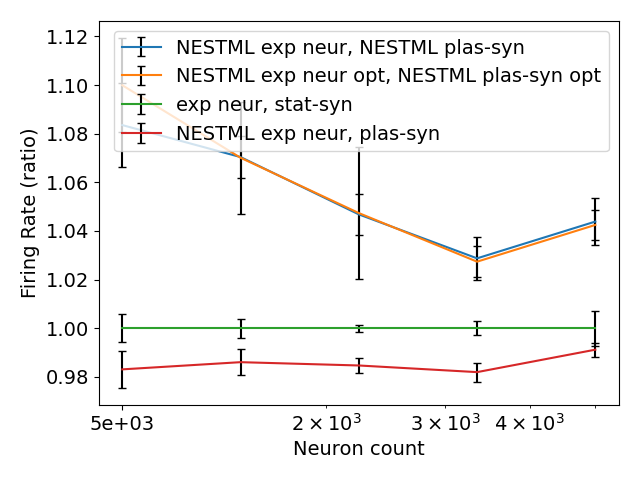 1.12
1.10
1.08
1.06
1.04
1.02
1.00
0.98
Firing Rate (ratio)
NESTML exp neur, NESTML plas-syn
NESTML exp neur opt, NESTML plas-syn opt
exp neur, stat-syn
NESTML exp neur, plas-syn
5e+03
2 × 10³
3 × 10³
4 × 10³
Neuron count